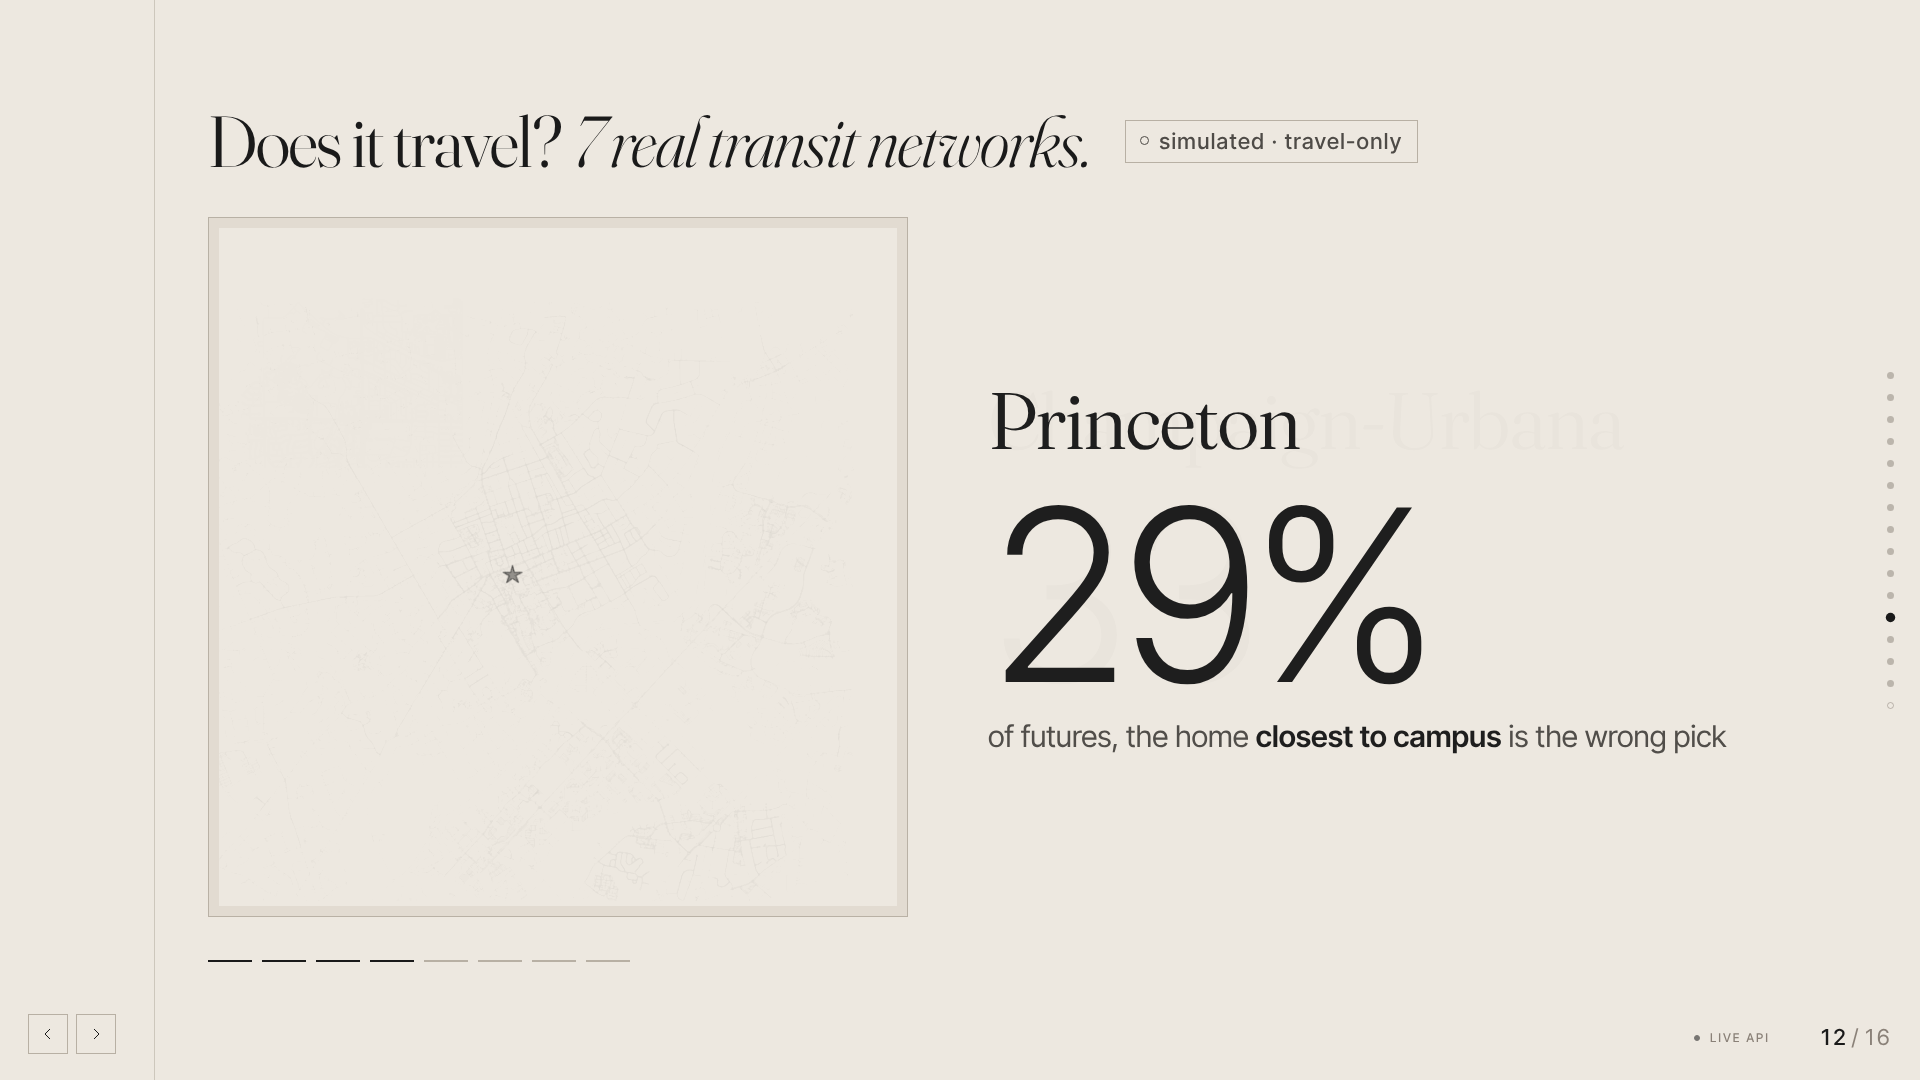 Does it travel? 7 real transit networks.
simulated · travel-only
Princeton
29%
of futures, the home closest to campus is the wrong pick
LIVE API
12 / 16